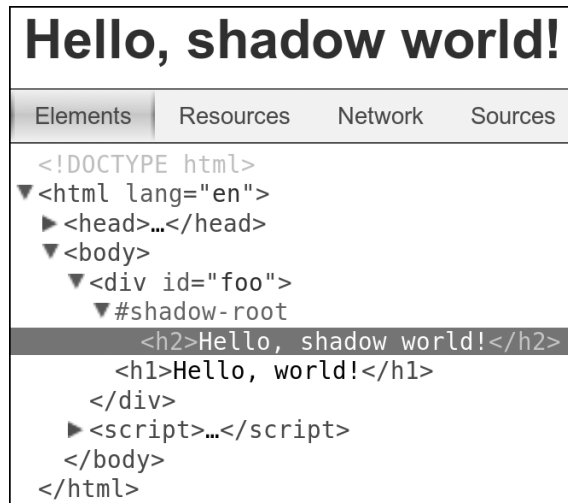 Hello, shadow world!
Elements Resources Network Sources
<!DOCTYPE html>
▼<html lang="en">
▶<head>…</head>
▼<body>
▼<div id="foo">
▼#shadow-root
<h2>Hello, shadow world!</h2>
<h1>Hello, world!</h1>
</div>
▶<script>…</script>
</body>
</html>